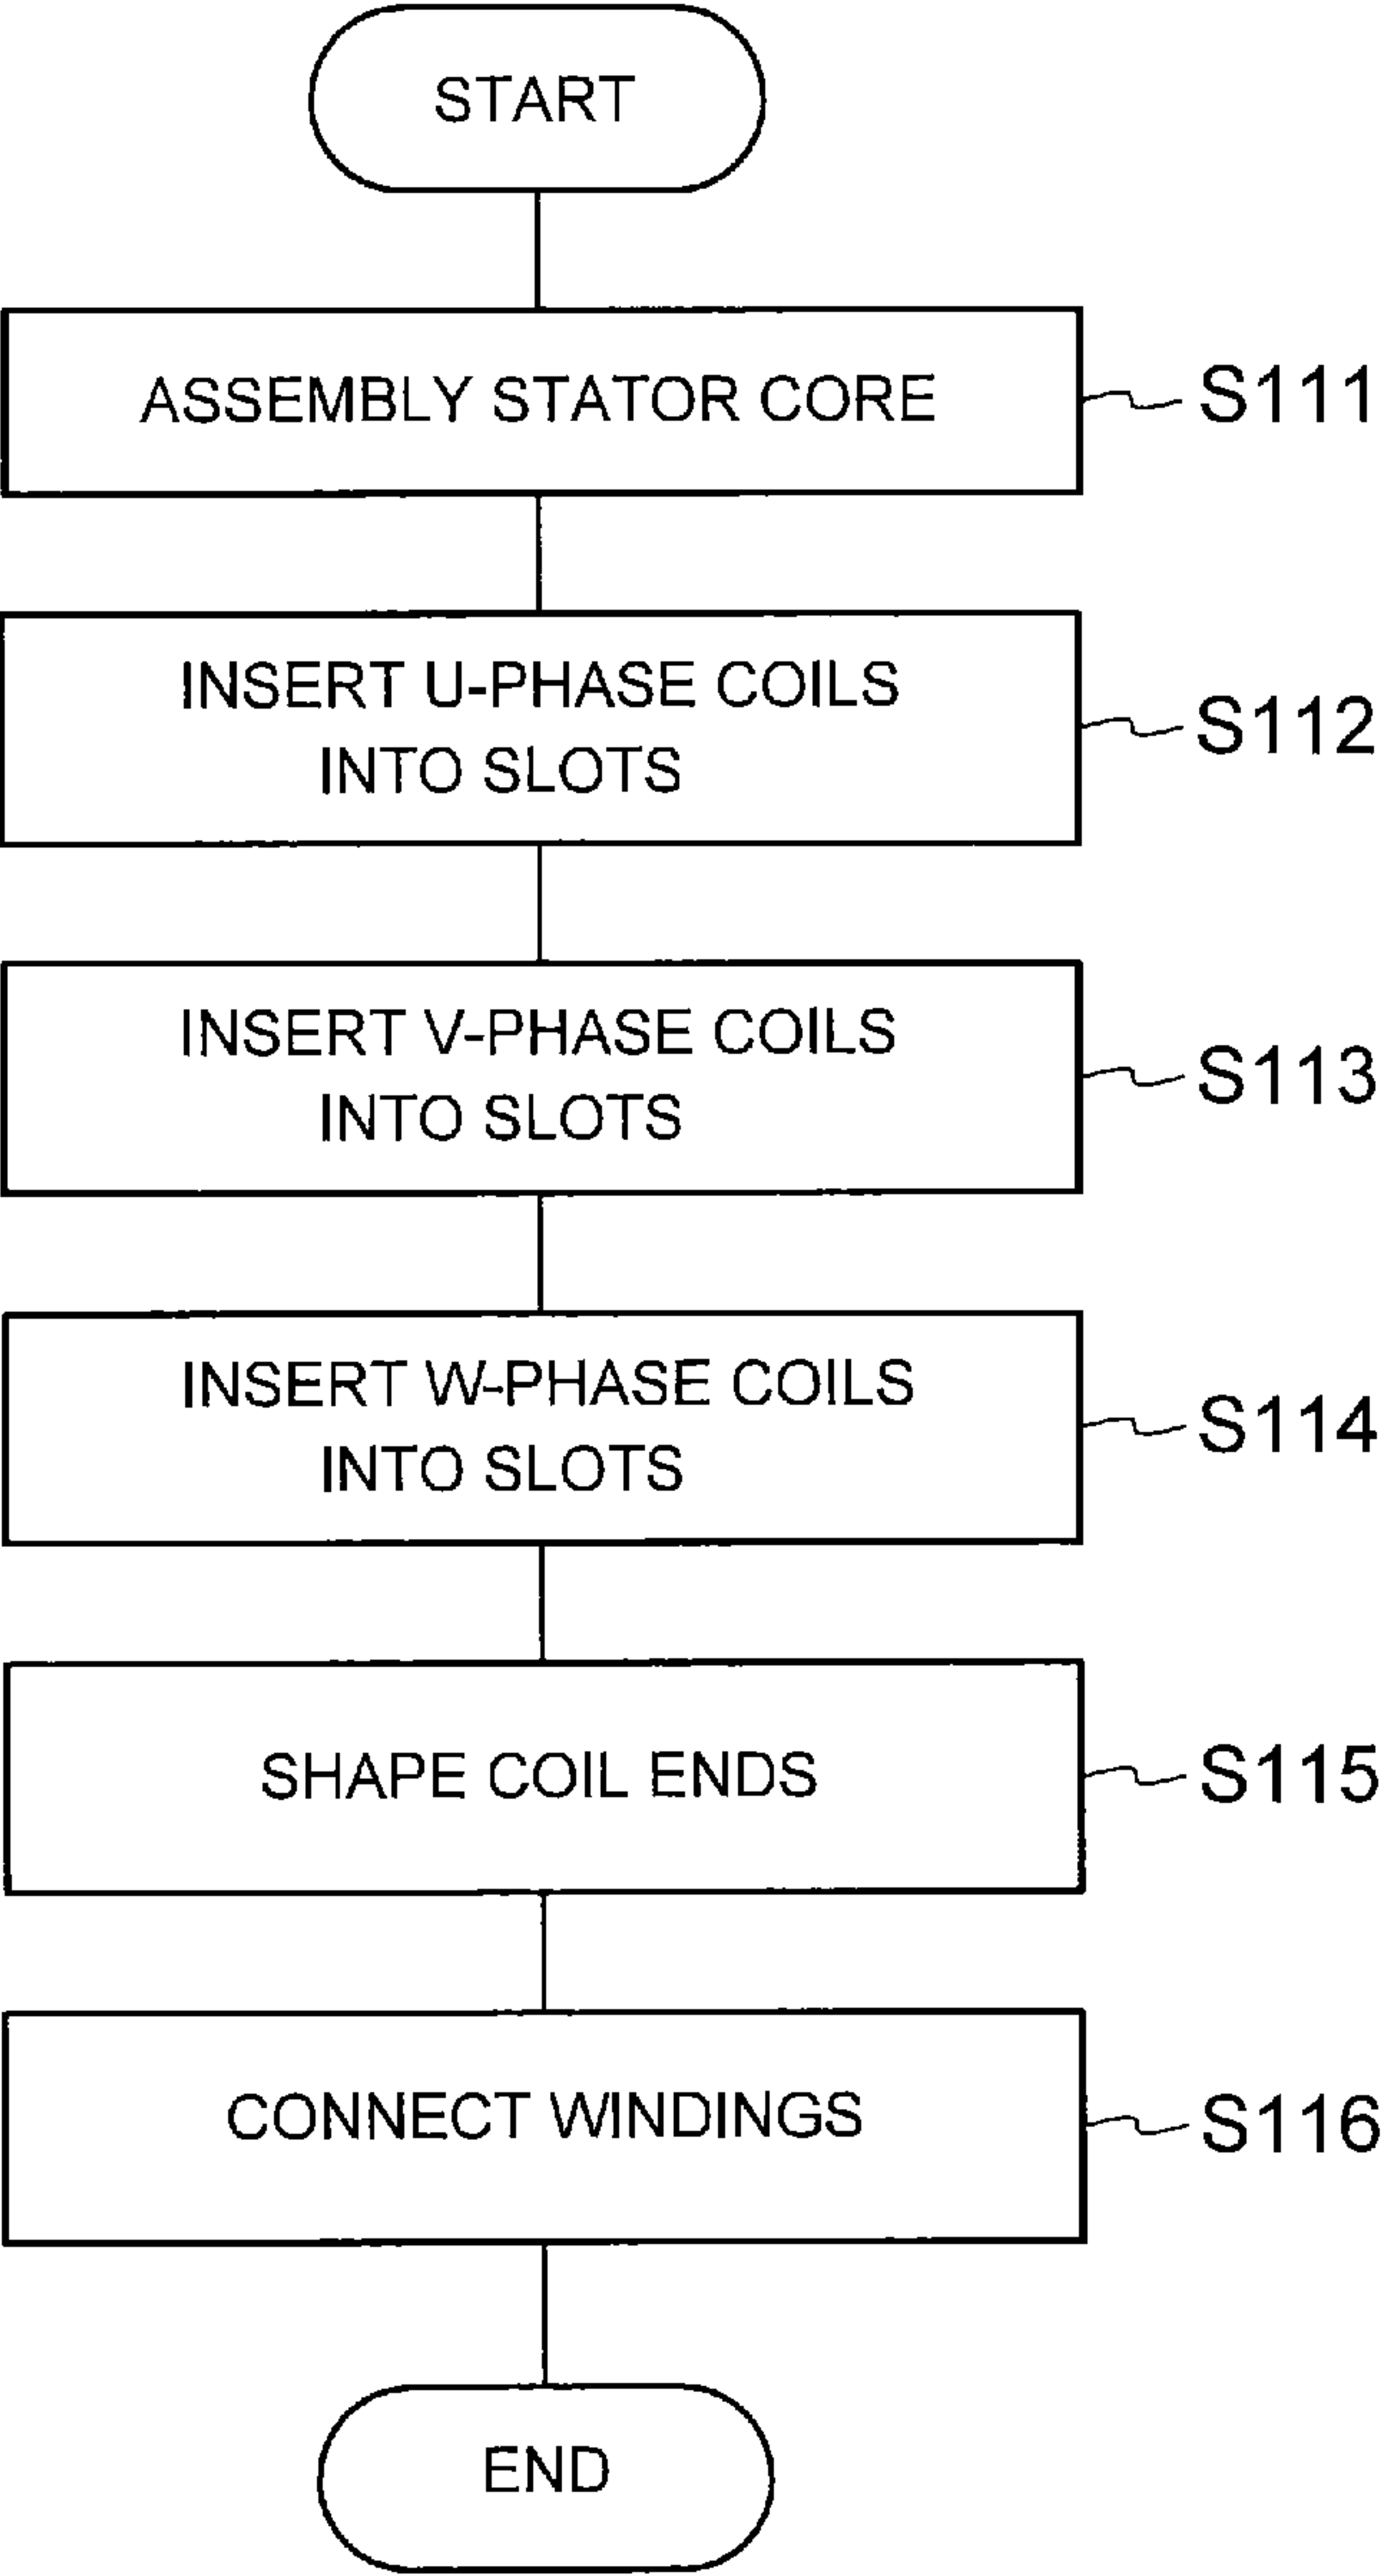 START
ASSEMBLY STATOR CORE
S111
INSERT U-PHASE COILS
INTO SLOTS
S112
INSERT V-PHASE COILS
INTO SLOTS
S113
INSERT W-PHASE COILS
INTO SLOTS
S114
SHAPE COIL ENDS
S115
CONNECT WINDINGS
S116
END